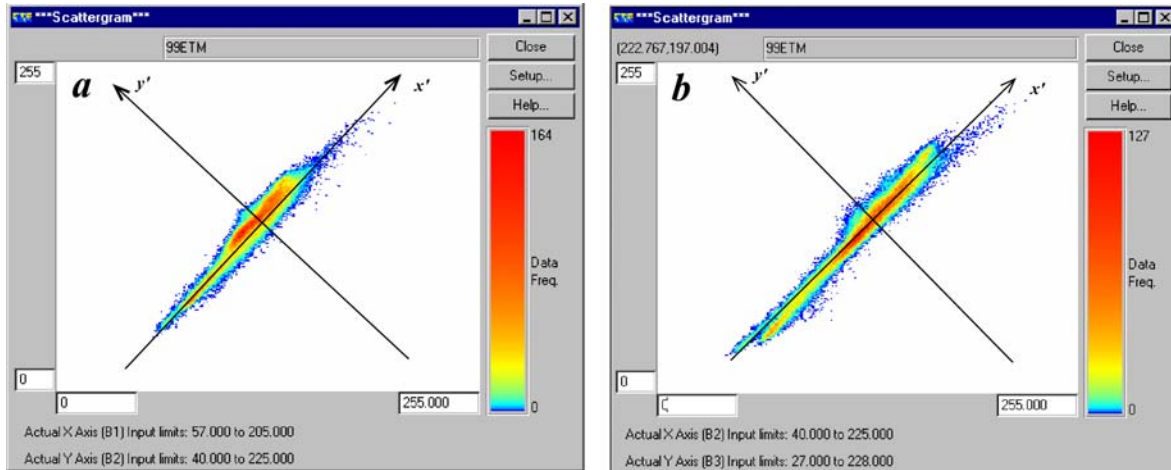 ***Scattergram***
99ETM
Close
255
a
y'
x'
Setup...
Help...
164
Data
Freq.
0
0
0
255.000
Actual X Axis (B1) Input limits: 57.000 to 205.000
Actual Y Axis (B2) Input limits: 40.000 to 225.000
***Scattergram***
(222.767,197.004)
99ETM
Close
255
b
y'
x'
Setup...
Help...
127
Data
Freq.
0
0
255.000
Actual X Axis (B2) Input limits: 40.000 to 225.000
Actual Y Axis (B3) Input limits: 27.000 to 228.000